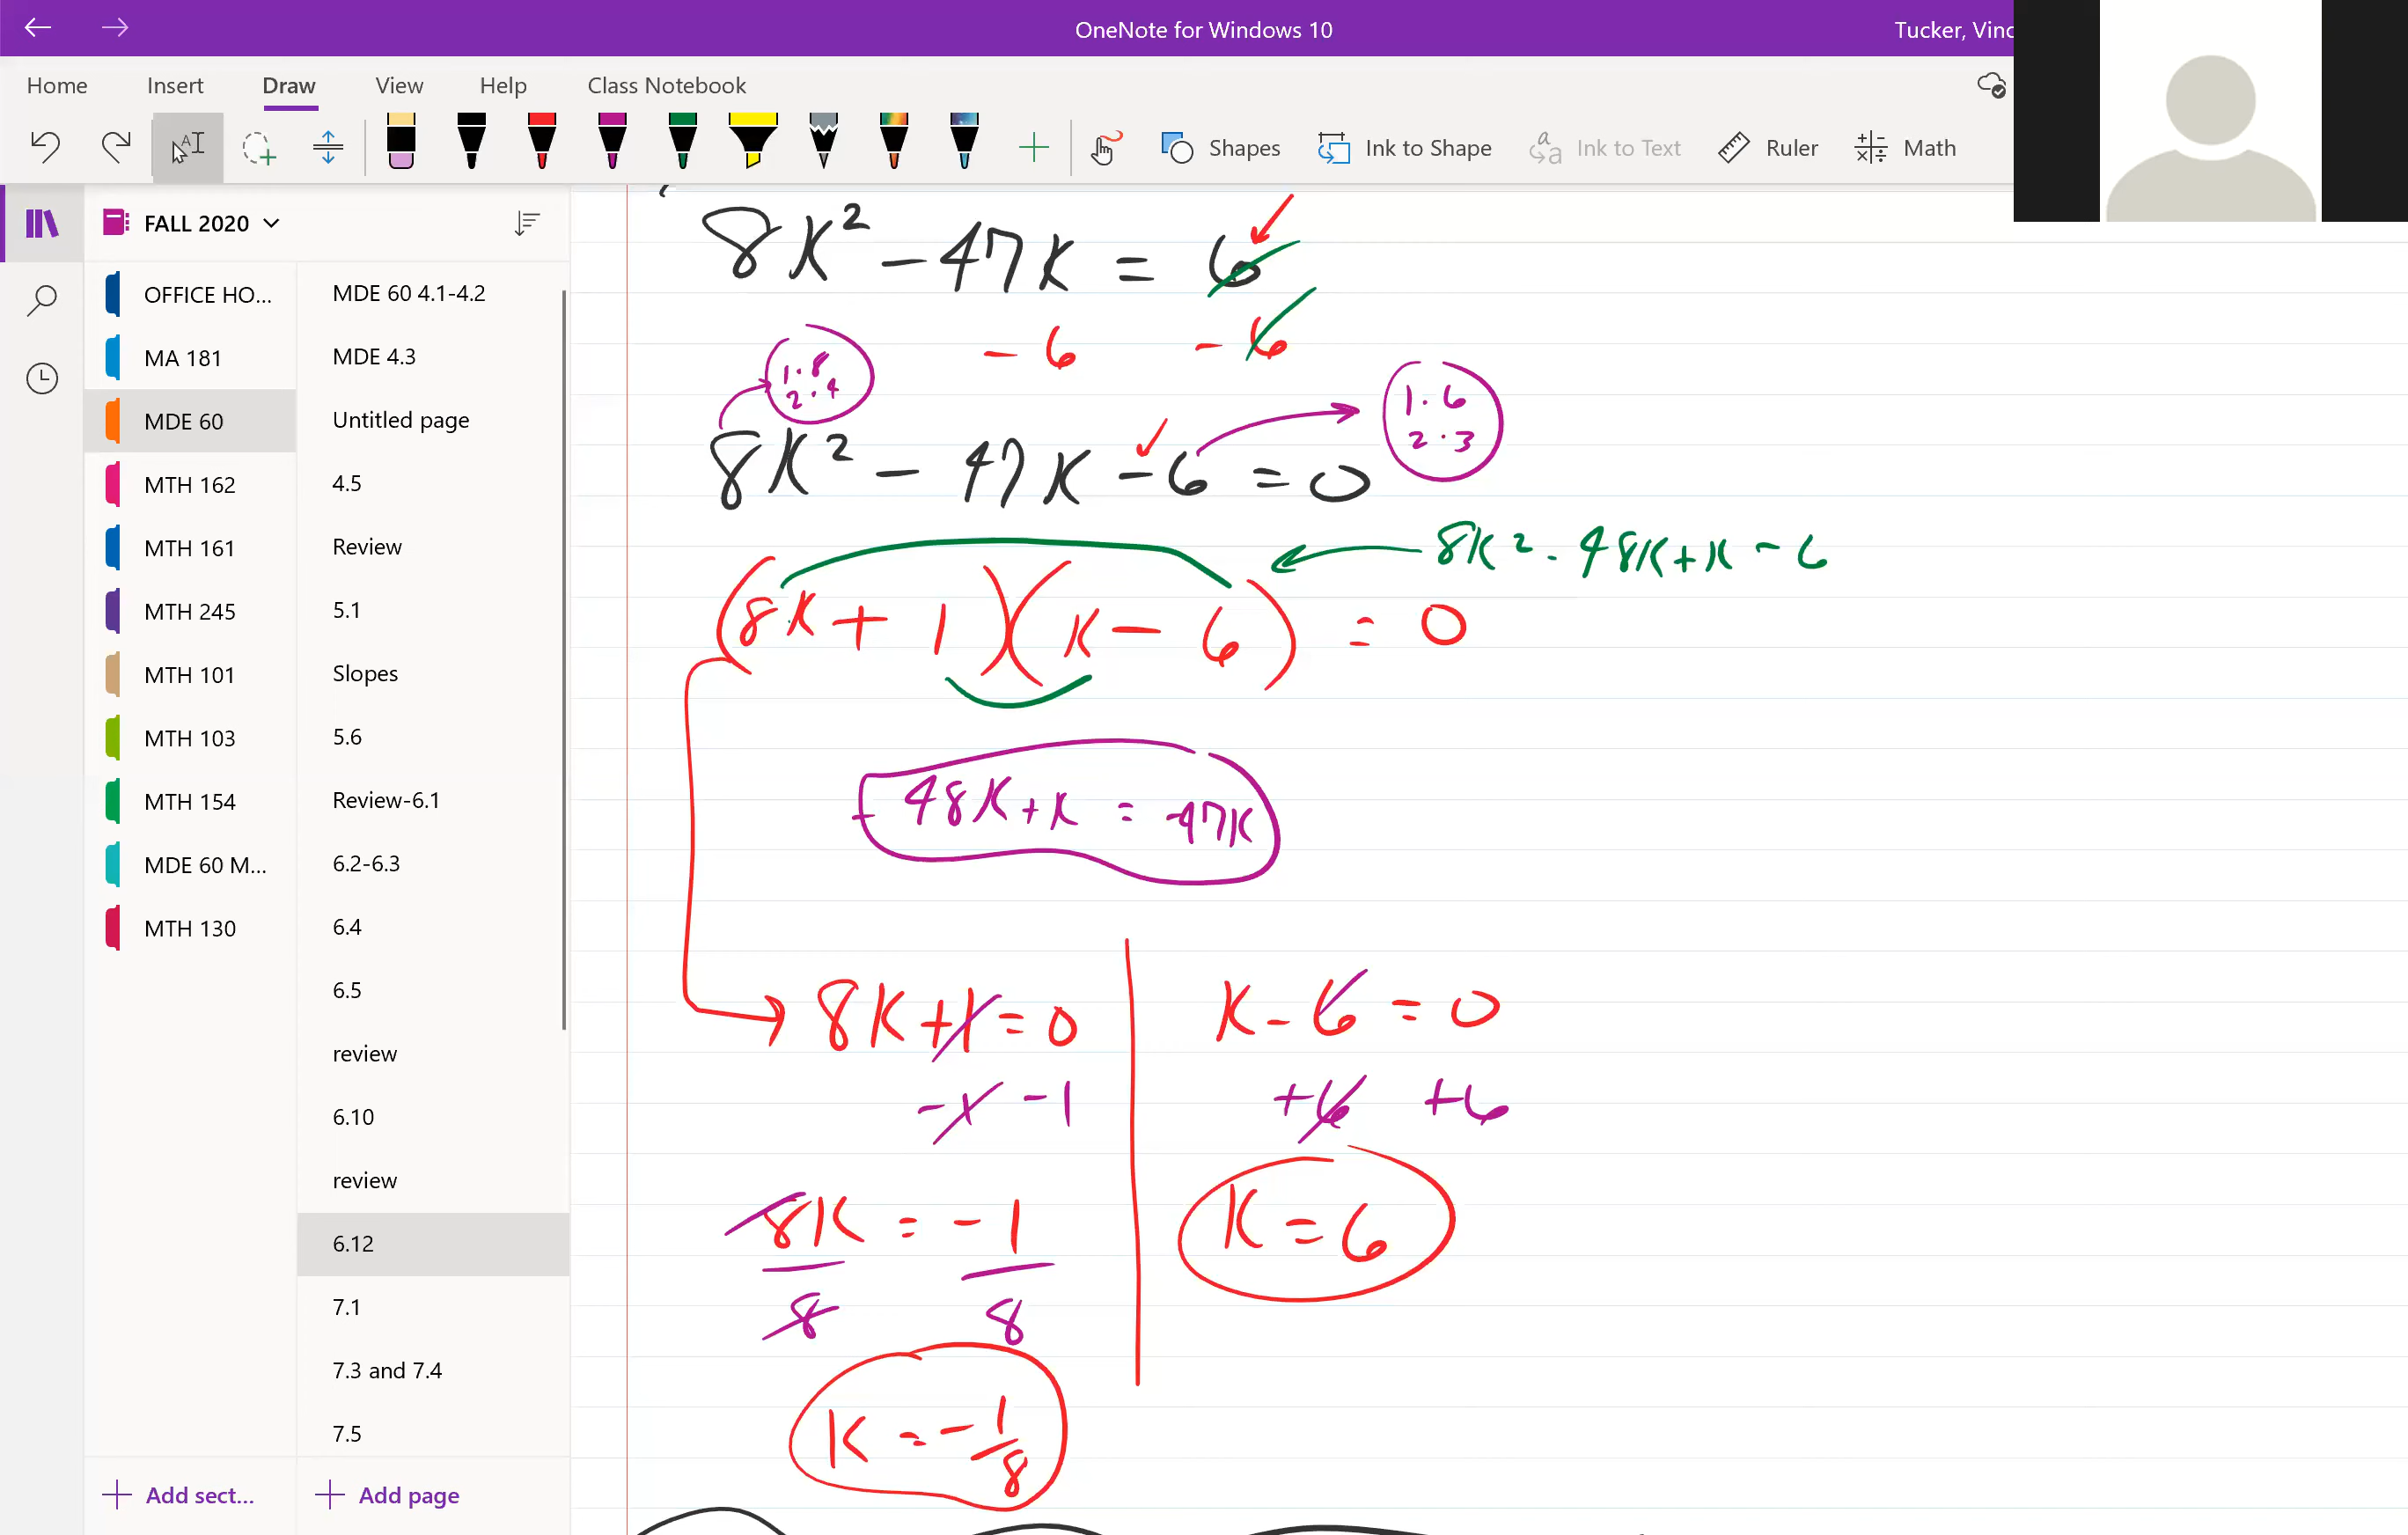 OneNote for Windows 10
Tucker, Vinc
Home Insert Draw View Help Class Notebook
Shapes Ink to Shape Ink to Text Ruler Math
FALL 2020
OFFICE HO...
MA 181
MDE 60
MTH 162
MTH 161
MTH 245
MTH 101
MTH 103
MTH 154
MDE 60 M...
MTH 130
Add sect...
MDE 60 4.1-4.2
MDE 4.3
Untitled page
4.5
Review
5.1
Slopes
5.6
Review-6.1
6.2-6.3
6.4
6.5
review
6.10
review
6.12
7.1
7.3 and 7.4
7.5
Add page
8K² - 47K = 6
- 6 - 6
1·8
2·4
1·6
2·3
8K² - 47K - 6 = 0
8K² - 48K + K - 6
(8K + 1)(K - 6) = 0
- 48K + K = -47K
8K + 1 = 0
- 1 - 1
8K = - 1
8 8
K = - 1/8
K - 6 = 0
+6 +6
K = 6